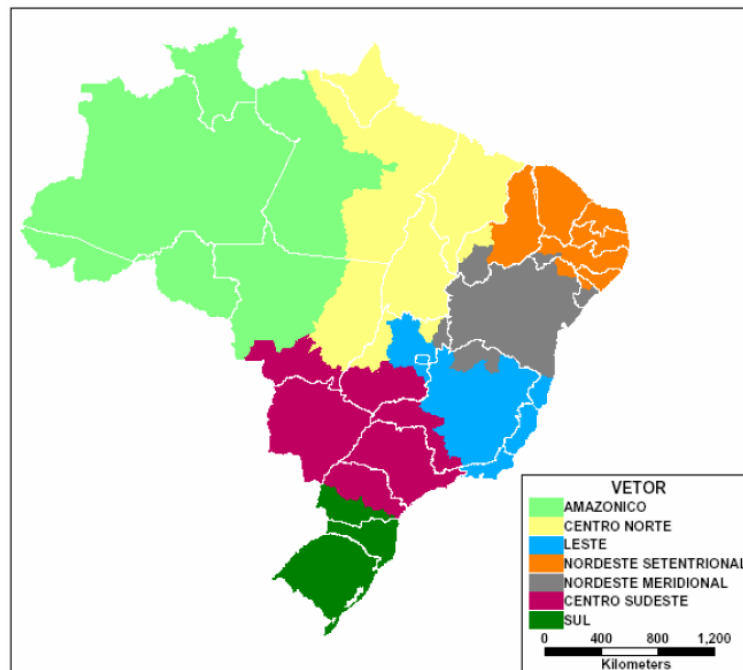 VETOR
AMAZONICO
CENTRO NORTE
LESTE
NORDESTE SETENTRIONAL
NORDESTE MERIDIONAL
CENTRO SUDESTE
SUL
0 400 800 1,200
Kilometers